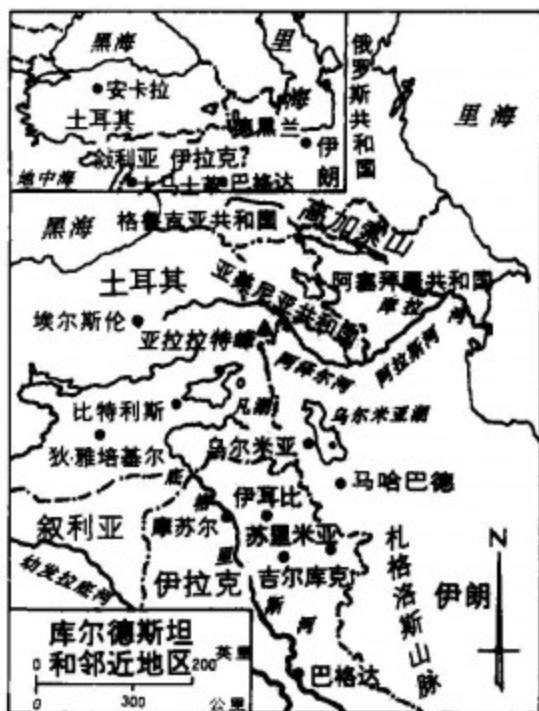 黑海
里
海
安卡拉
土耳其
德黑兰
伊朗
叙利亚 伊拉克?
地中海
大马士革
巴格达
俄罗斯共和国
里海
黑海
格鲁克亚共和国
高加索山
土耳其
亚美尼亚共和国
阿塞拜疆共和国
库拉河
埃尔斯伦
亚拉拉特峰
阿拉斯河
凡湖
比特利斯
乌尔米亚湖
狄·雅培基尔
乌尔米亚
马哈巴德
底格里斯河
伊耳比
叙利亚
摩苏尔
苏里米亚
吉尔库克
幼发拉底河
伊拉克
札格洛斯山脉
伊朗
N
库尔德斯坦
和邻近地区
英里
0 200
0 300
公里
巴格达